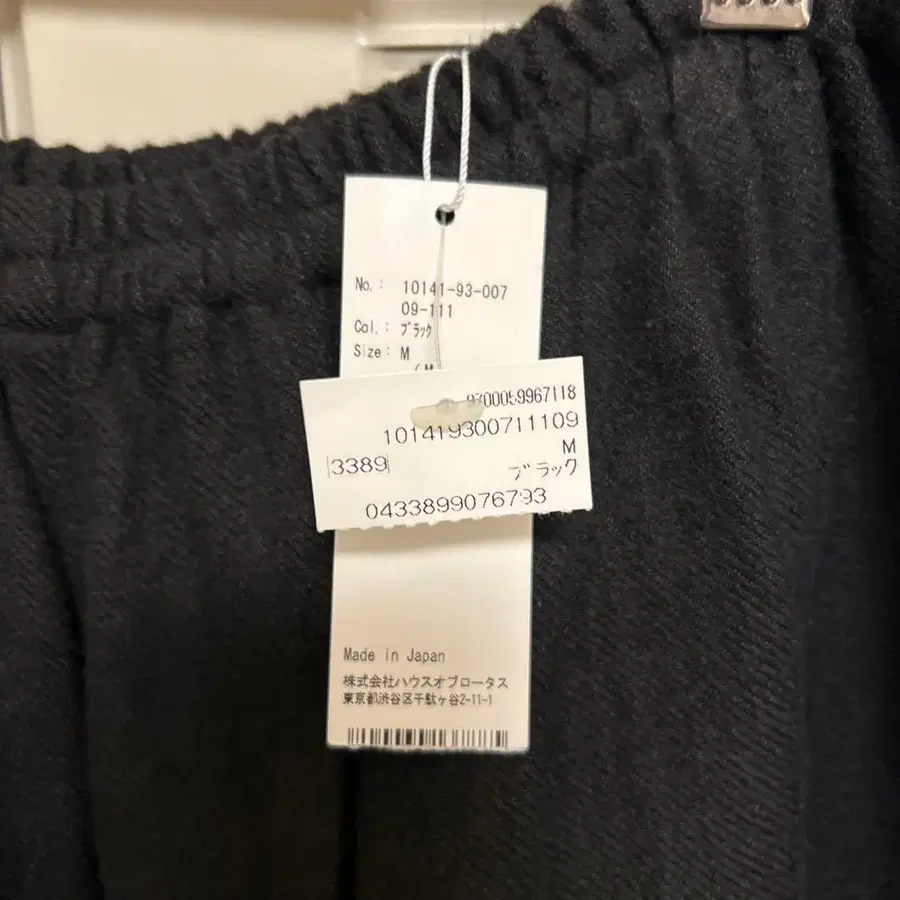 No.: 10141-93-007
09-111
Col.: ブラック
Size: M
(M
9700059967118
101419300711109
M
3389
ブラック
0433899076793
Made in Japan
株式会社ハウスオブロータス
東京都渋谷区千駄ヶ谷2-11-1